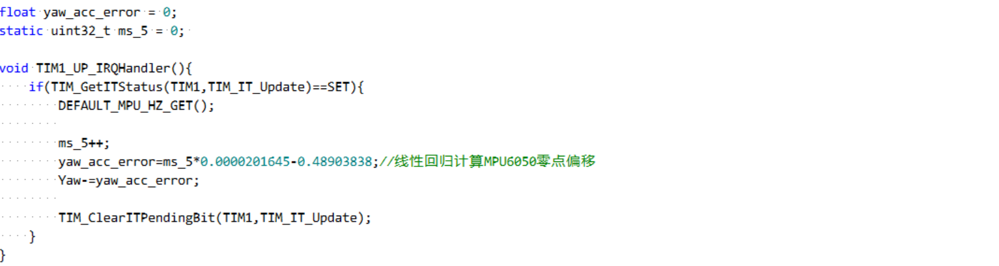 float yaw_acc_error = 0;
static uint32_t ms_5 = 0;
void TIM1_UP_IRQHandler(){
if(TIM_GetITStatus(TIM1,TIM_IT_Update)==SET){
DEFAULT_MPU_HZ_GET();
ms_5++;
yaw_acc_error=ms_5*0.0000201645-0.48903838;//线性回归计算MPU6050零点偏移
Yaw-=yaw_acc_error;
TIM_ClearITPendingBit(TIM1,TIM_IT_Update);
}
}